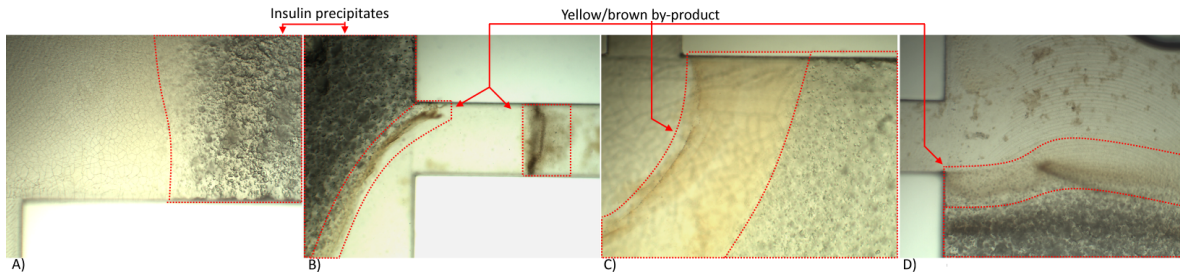 Insulin precipitates
Yellow/brown by-product
A)
B)
C)
D)